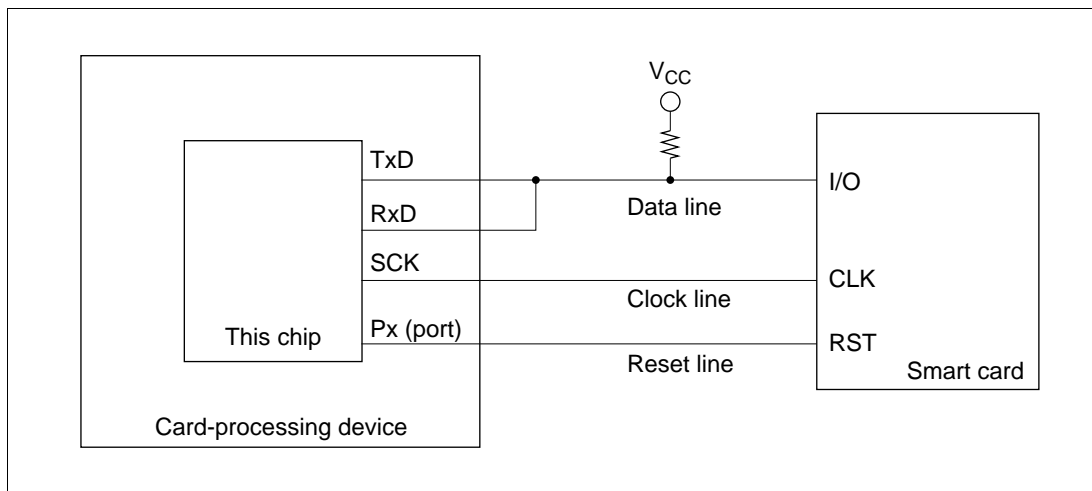 VCC
TxD
I/O
RxD
Data line
SCK
CLK
Clock line
Px (port)
This chip
RST
Reset line
Smart card
Card-processing device